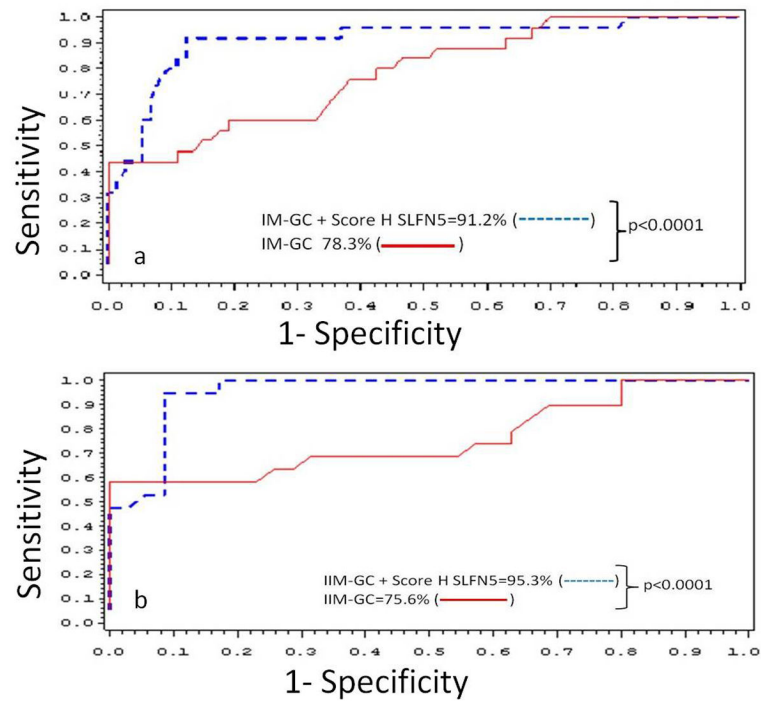 1.0
0.9
0.8
0.7
0.6
0.5
0.4
0.3
0.2
0.1
0.0
Sensitivity
a
IM-GC + Score H SLFN5=91.2% (---------)
IM-GC 78.3% ( )
p<0.0001
0.0 0.1 0.2 0.3 0.4 0.5 0.6 0.7 0.8 0.9 1.0
1- Specificity
1.0
0.9
0.8
0.7
0.6
0.5
0.4
0.3
0.2
0.1
0.0
Sensitivity
b
IIM-GC + Score H SLFN5=95.3% (---------)
IIM-GC=75.6% ( )
p<0.0001
0.0 0.1 0.2 0.3 0.4 0.5 0.6 0.7 0.8 0.9 1.0
1- Specificity